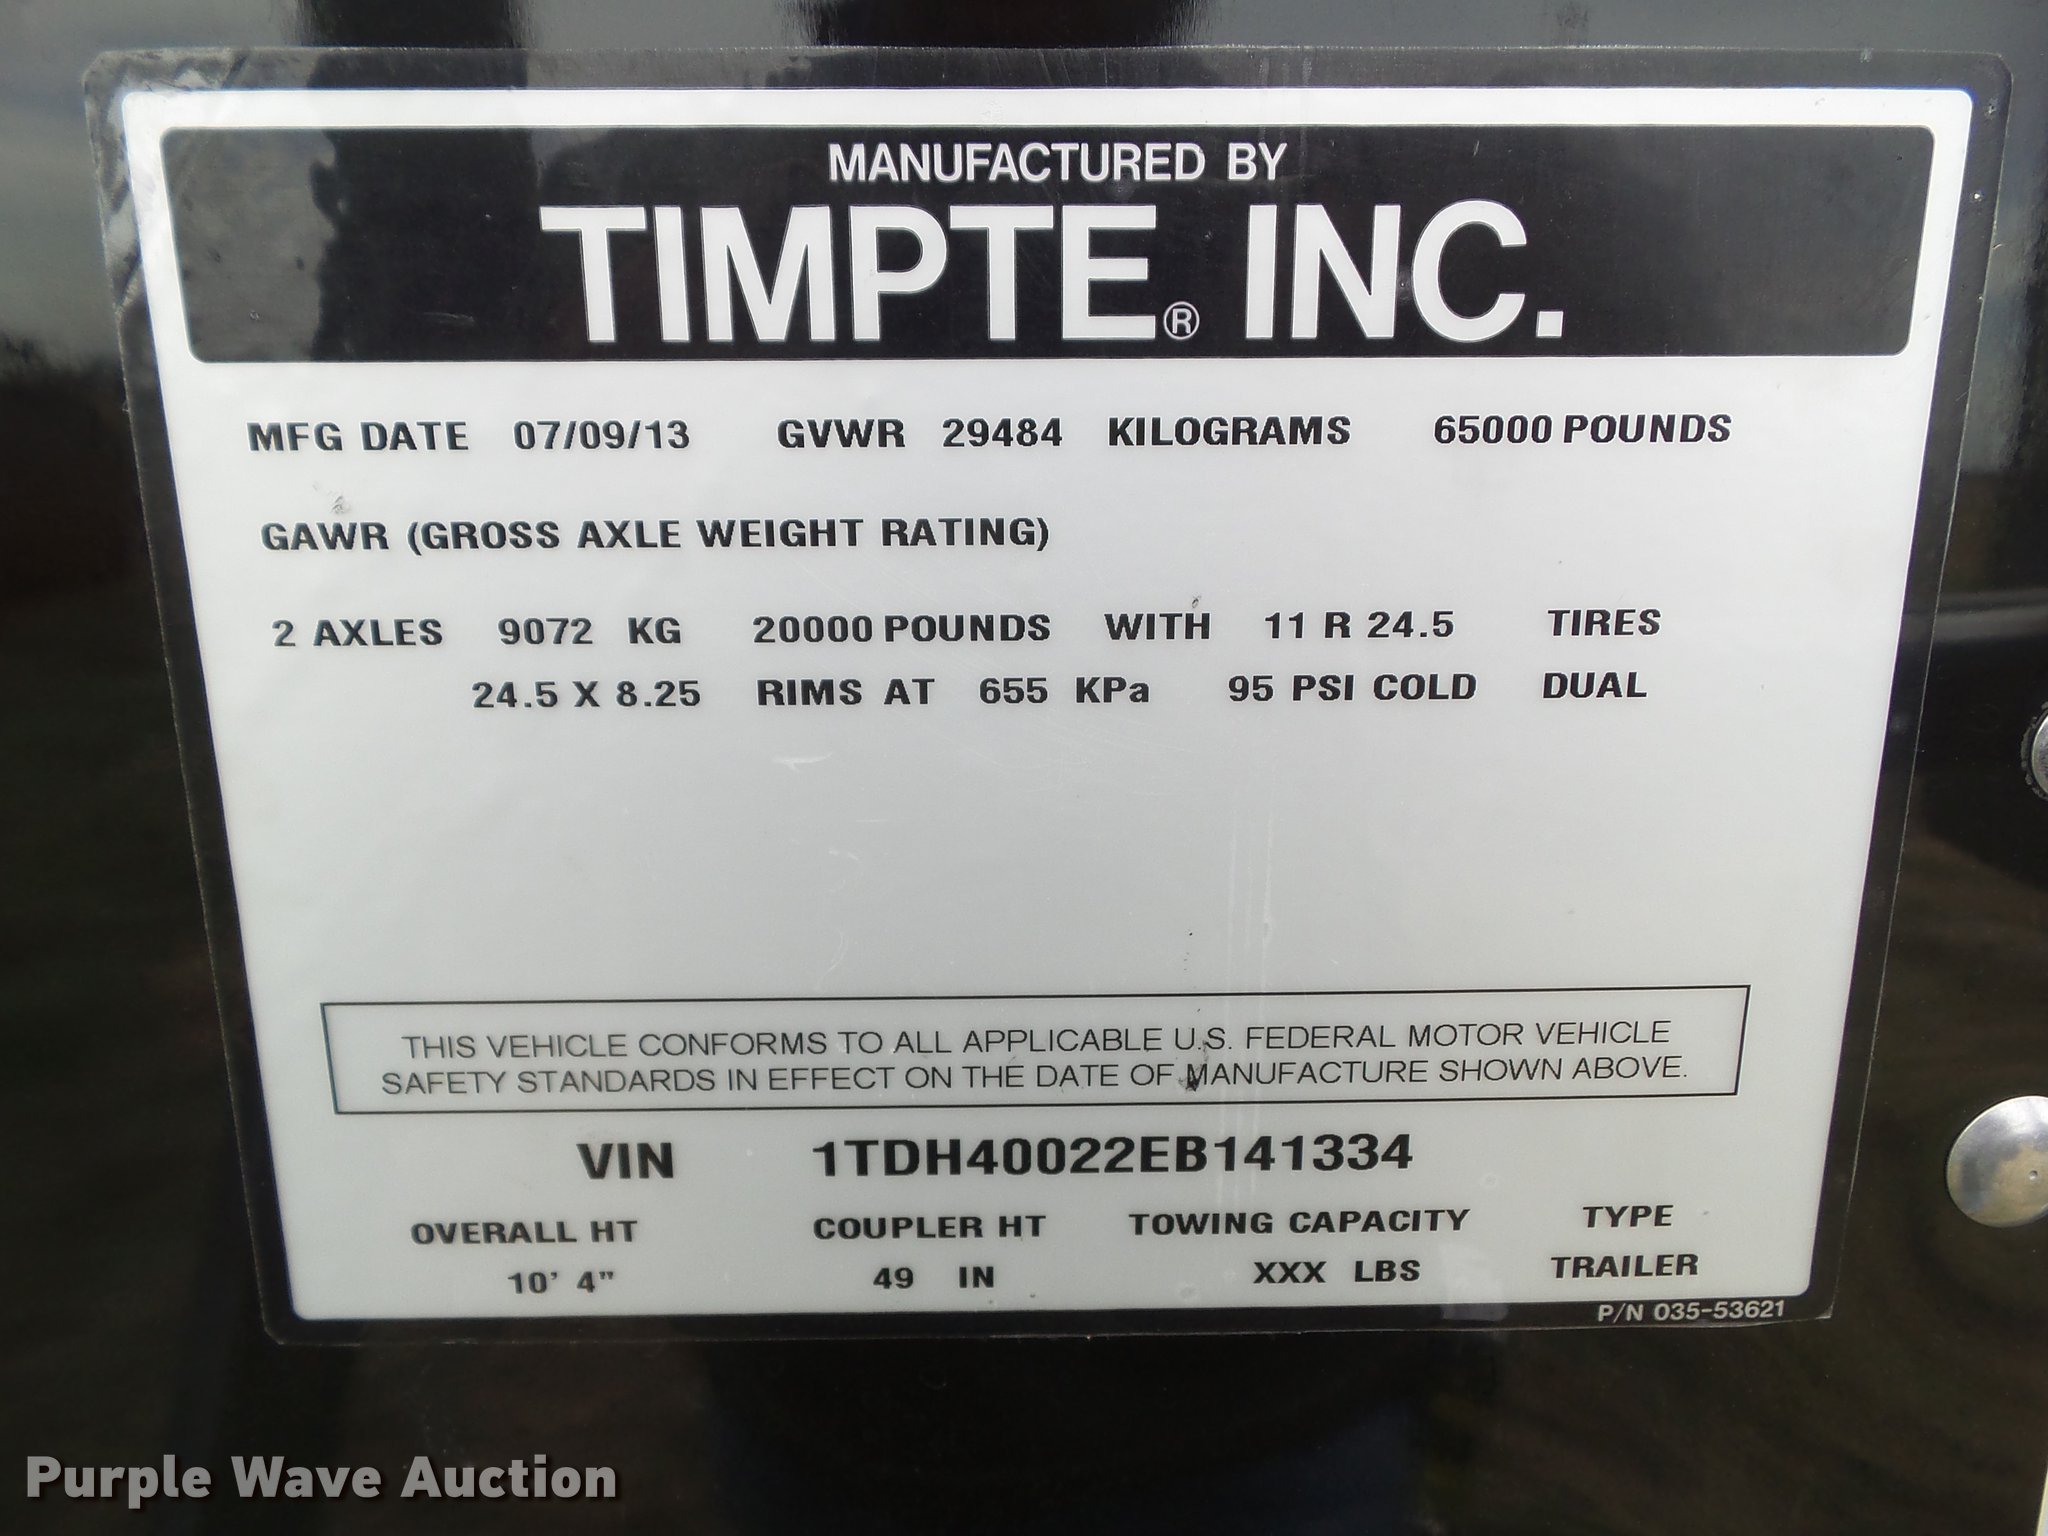 MANUFACTURED BY
TIMPTE® INC.
MFG DATE 07/09/13 GVWR 29484 KILOGRAMS 65000 POUNDS
GAWR (GROSS AXLE WEIGHT RATING)
2 AXLES 9072 KG 20000 POUNDS WITH 11 R 24.5 TIRES
24.5 X 8.25 RIMS AT 655 KPa 95 PSI COLD DUAL
THIS VEHICLE CONFORMS TO ALL APPLICABLE U.S. FEDERAL MOTOR VEHICLE
SAFETY STANDARDS IN EFFECT ON THE DATE OF MANUFACTURE SHOWN ABOVE.
VIN 1TDH40022EB141334
OVERALL HT COUPLER HT TOWING CAPACITY TYPE
10' 4" 49 IN XXX LBS TRAILER
P/N 035-53621
Purple Wave Auction